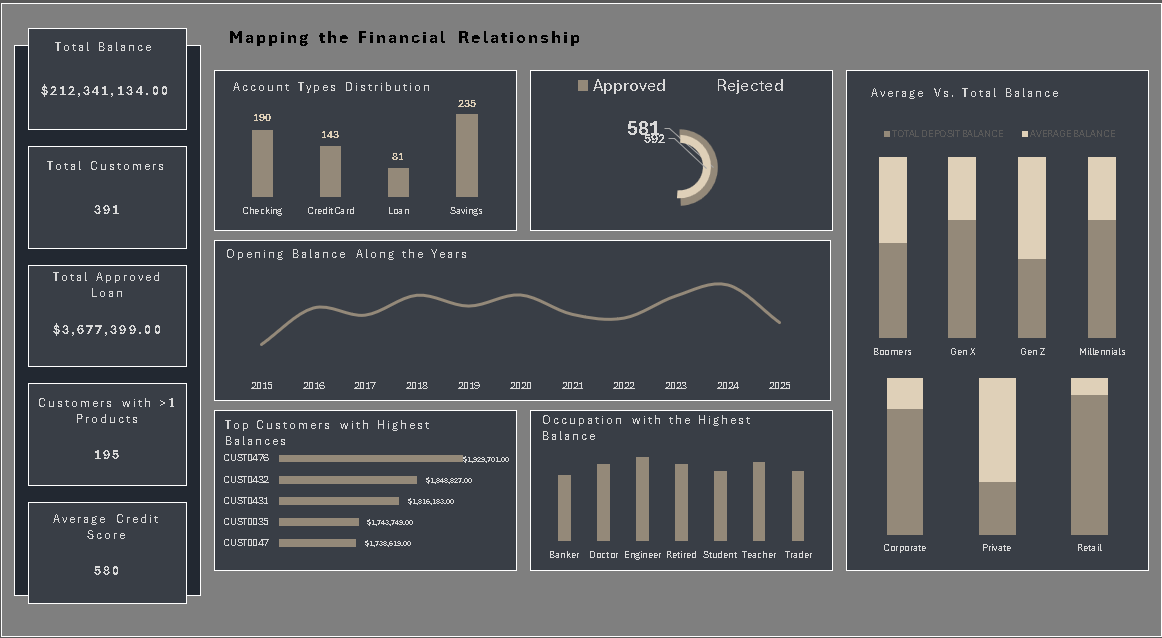 Mapping the Financial Relationship
Total Balance
$212,341,134.00
Total Customers
391
Total Approved
Loan
$3,677,399.00
Customers with >1
Products
195
Average Credit
Score
580
Account Types Distribution
190
143
81
235
Checking CreditCard Loan Savings
Approved Rejected
581
592
Opening Balance Along the Years
2015 2016 2017 2018 2019 2020 2021 2022 2023 2024 2025
Top Customers with Highest
Balances
CUST0476 $1,929,701.00
CUST0432 $1,848,827.00
CUST0431 $1,816,183.00
CUST0035 $1,743,749.00
CUST0047 $1,738,619.00
Occupation with the Highest
Balance
Banker Doctor Engineer Retired Student Teacher Trader
Average Vs. Total Balance
TOTAL DEPOSIT BALANCE AVERAGE BALANCE
Boomers Gen X Gen Z Millennials
Corporate Private Retail